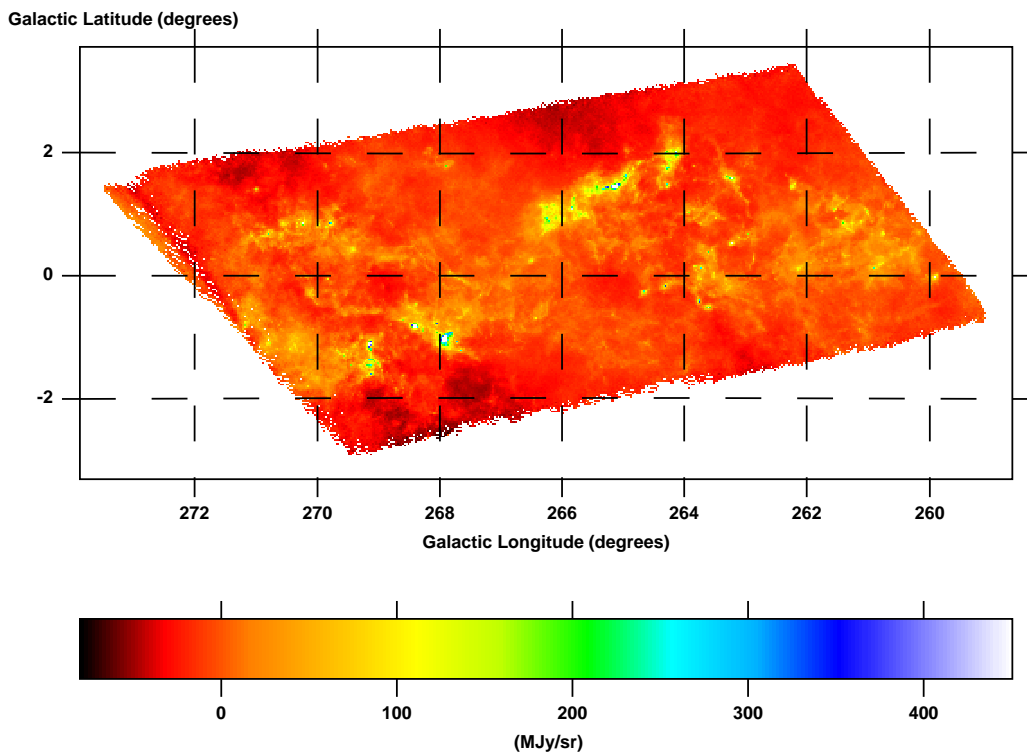 Galactic Latitude (degrees)
2
0
-2
272 270 268 266 264 262 260
Galactic Longitude (degrees)
0 100 200 300 400
(MJy/sr)